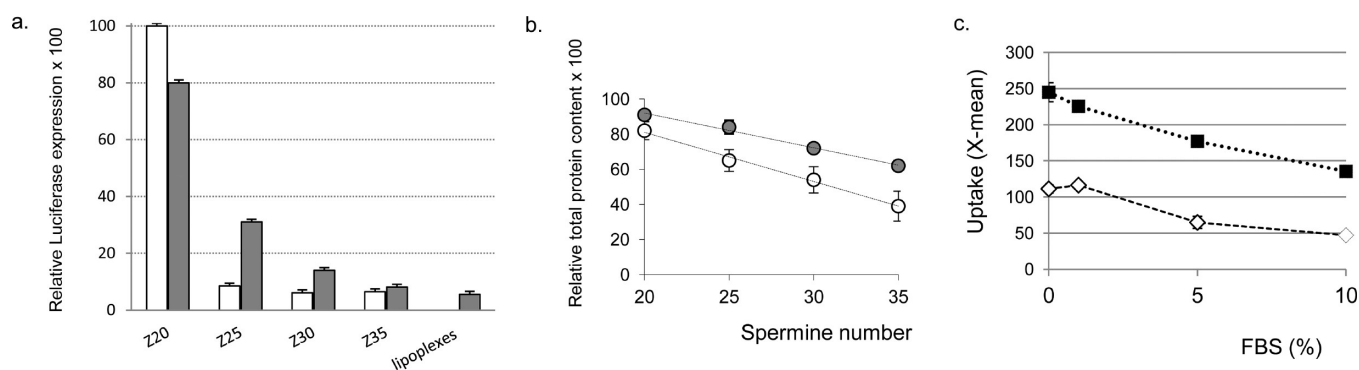 a.
Relative Luciferase expression x 100
100
80
60
40
20
0
Z20
Z25
Z30
Z35
lipoplexes
b.
Relative total protein content x 100
100
80
60
40
20
0
20
25
30
35
Spermine number
c.
Uptake (X-mean)
300
250
200
150
100
50
0
0
5
10
FBS (%)